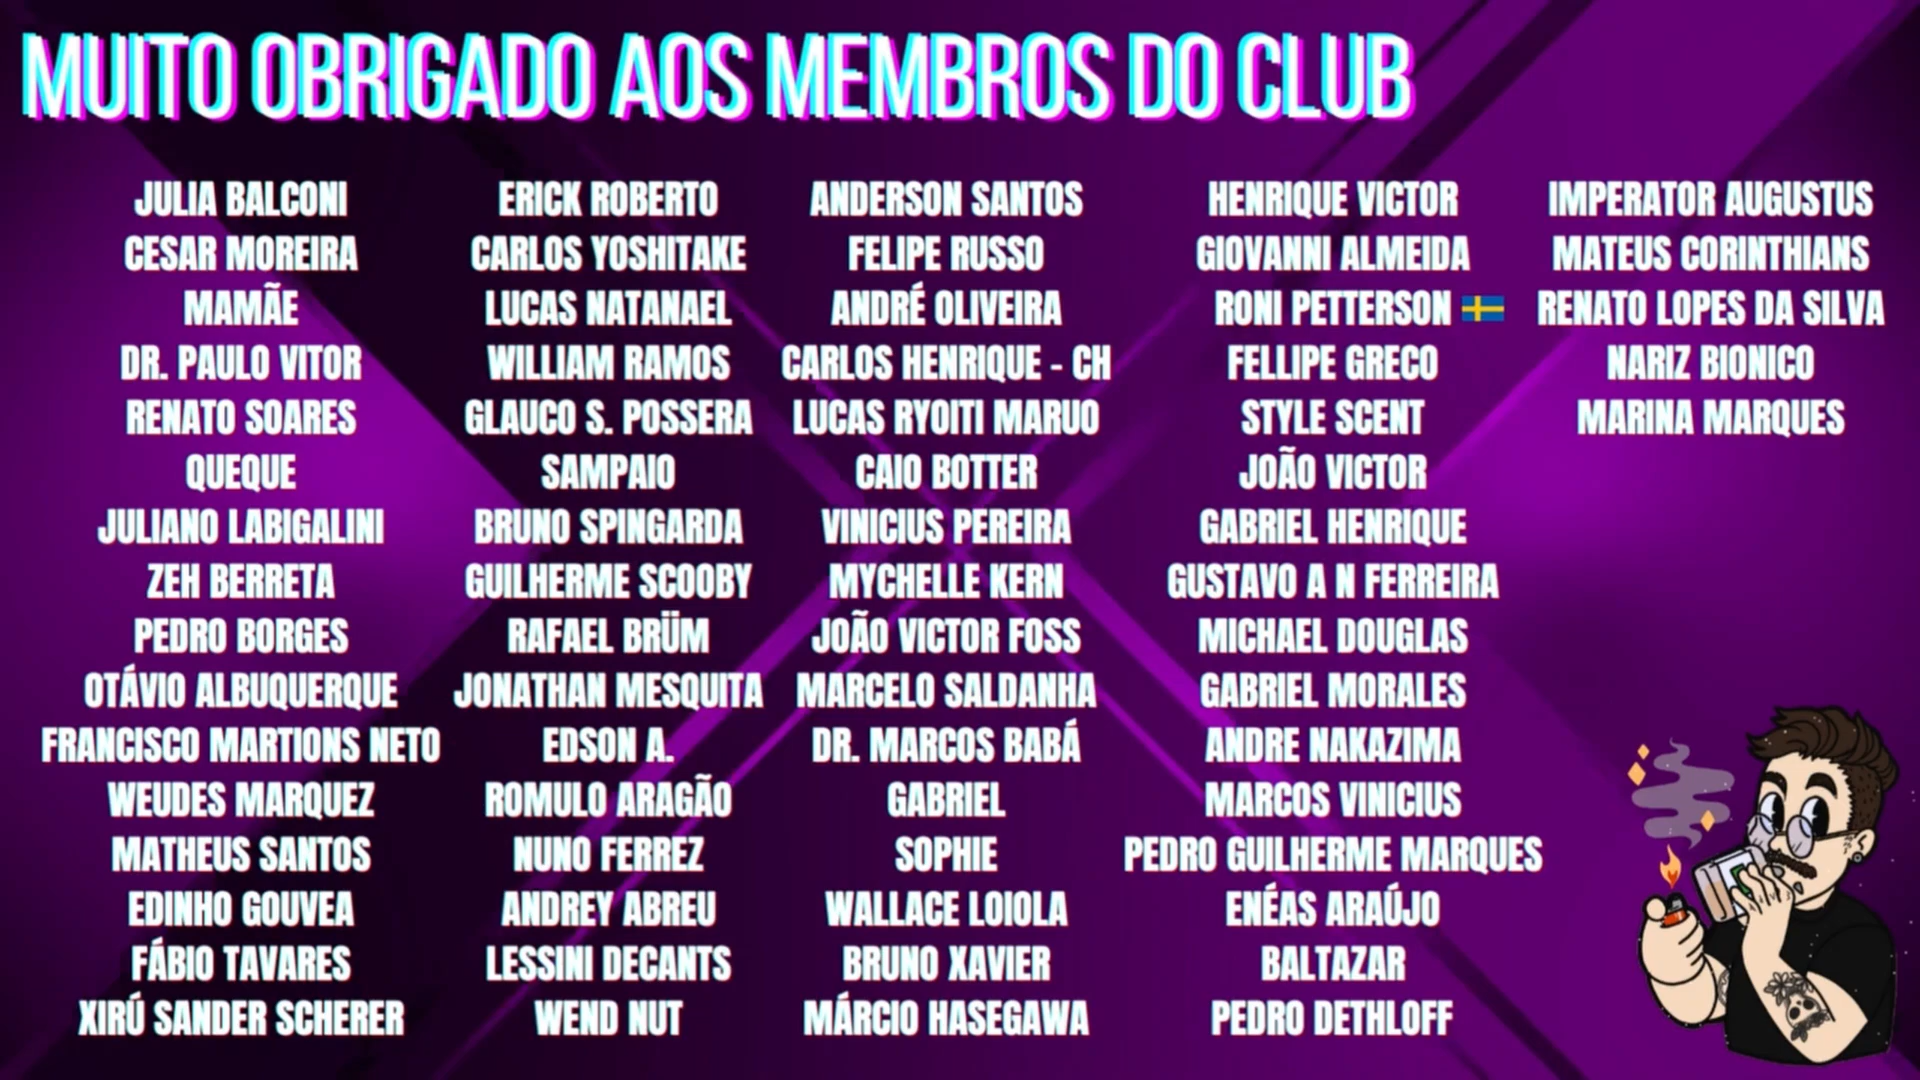 MUITO OBRIGADO AOS MEMBROS DO CLUB
JULIA BALCONI
CESAR MOREIRA
MAMÃE
DR. PAULO VITOR
RENATO SOARES
QUEQUE
JULIANO LABIGALINI
ZEH BERRETA
PEDRO BORGES
OTÁVIO ALBUQUERQUE
FRANCISCO MARTIONS NETO
WEUDES MARQUEZ
MATHEUS SANTOS
EDINHO GOUVEA
FÁBIO TAVARES
XIRÚ SANDER SCHERER
ERICK ROBERTO
CARLOS YOSHITAKE
LUCAS NATANAEL
WILLIAM RAMOS
GLAUCO S. POSSERA
SAMPAIO
BRUNO SPINGARDA
GUILHERME SCOOBY
RAFAEL BRÜM
JONATHAN MESQUITA
EDSON A.
ROMULO ARAGÃO
NUNO FERREZ
ANDREY ABREU
LESSINI DECANTS
WEND NUT
ANDERSON SANTOS
FELIPE RUSSO
ANDRÉ OLIVEIRA
CARLOS HENRIQUE - CH
LUCAS RYOITI MARUO
CAIO BOTTER
VINICIUS PEREIRA
MYCHELLE KERN
JOÃO VICTOR FOSS
MARCELO SALDANHA
DR. MARCOS BABÁ
GABRIEL
SOPHIE
WALLACE LOIOLA
BRUNO XAVIER
MÁRCIO HASEGAWA
HENRIQUE VICTOR
GIOVANNI ALMEIDA
RONI PETTERSON 🇸🇪
FELLIPE GRECO
STYLE SCENT
JOÃO VICTOR
GABRIEL HENRIQUE
GUSTAVO A N FERREIRA
MICHAEL DOUGLAS
GABRIEL MORALES
ANDRE NAKAZIMA
MARCOS VINICIUS
PEDRO GUILHERME MARQUES
ENÉAS ARAÚJO
BALTAZAR
PEDRO DETHLOFF
IMPERATOR AUGUSTUS
MATEUS CORINTHIANS
RENATO LOPES DA SILVA
NARIZ BIONICO
MARINA MARQUES